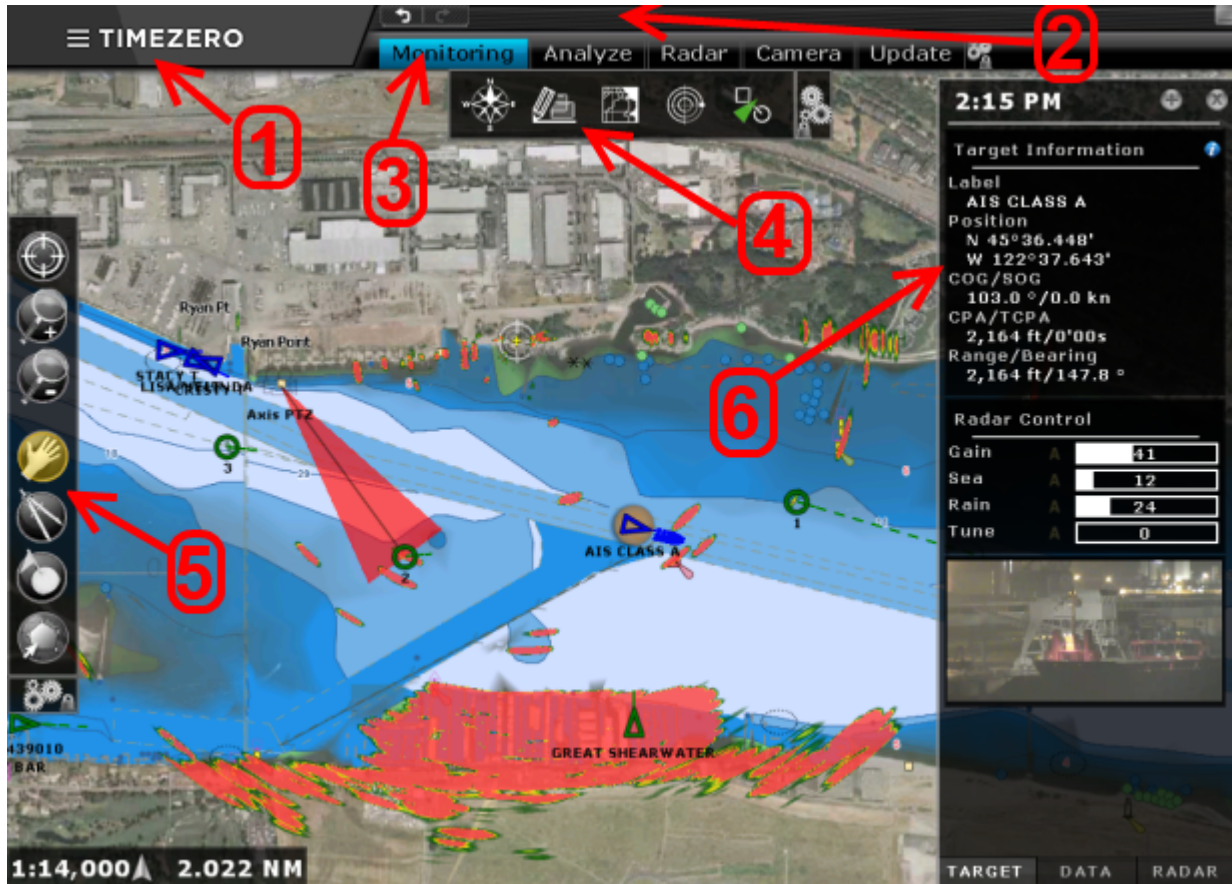 TIMEZERO
1
2
Monitoring Analyze Radar Camera Update
3
4
2:15 PM
Target Information
Label
AIS CLASS A
Position
N 45°36.448'
W 122°37.643'
COG/SOG
103.0 °/0.0 kn
CPA/TCPA
2,164 ft/0'00s
Range/Bearing
2,164 ft/147.8 °
6
Radar Control
Gain A 41
Sea A 12
Rain A 24
Tune A 0
Ryan Pt
Ryan Point
STACY T
Axis PTZ
3
1
2
AIS CLASS A
5
GREAT SHEARWATER
439010
BAR
1:14,000 2.022 NM
TARGET DATA RADAR